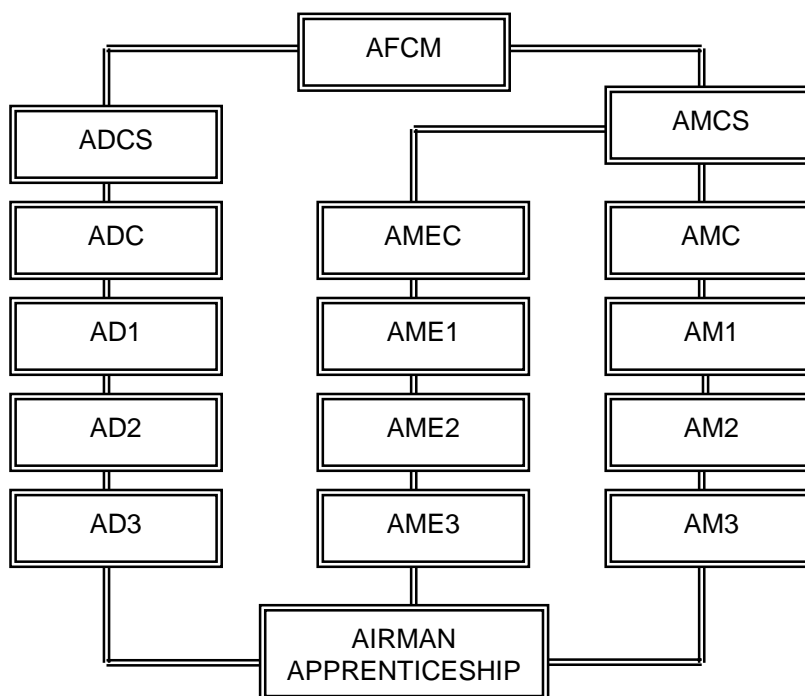 AFCM
ADCS
AMCS
ADC
AMEC
AMC
AD1
AME1
AM1
AD2
AME2
AM2
AD3
AME3
AM3
AIRMAN
APPRENTICESHIP